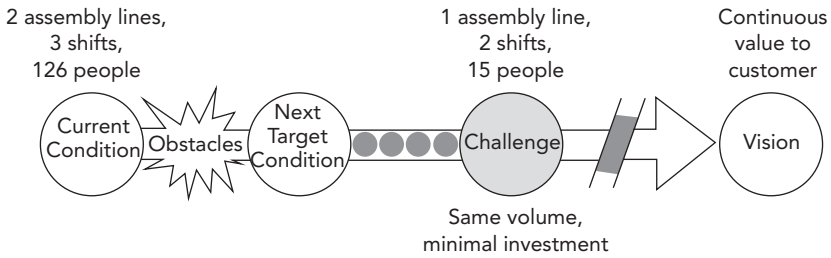 2 assembly lines,
3 shifts,
126 people
1 assembly line,
2 shifts,
15 people
Continuous
value to
customer
Current
Condition
Obstacles
Next
Target
Condition
Challenge
Vision
Same volume,
minimal investment